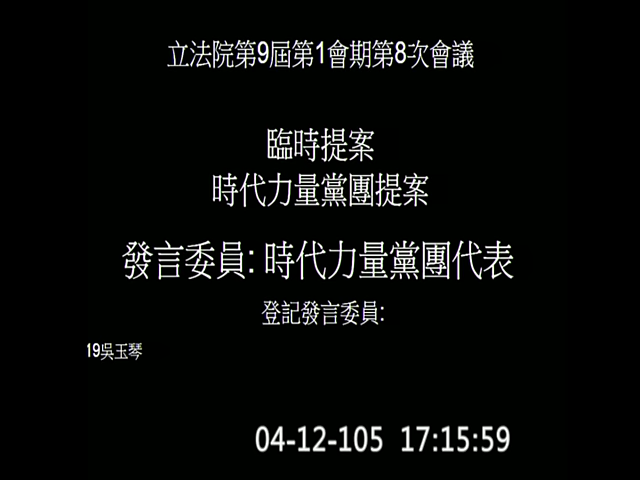 立法院第9屆第1會期第8次會議
臨時提案
時代力量黨團提案
發言委員: 時代力量黨團代表
登記發言委員:
19吳玉琴
04-12-105 17:15:59